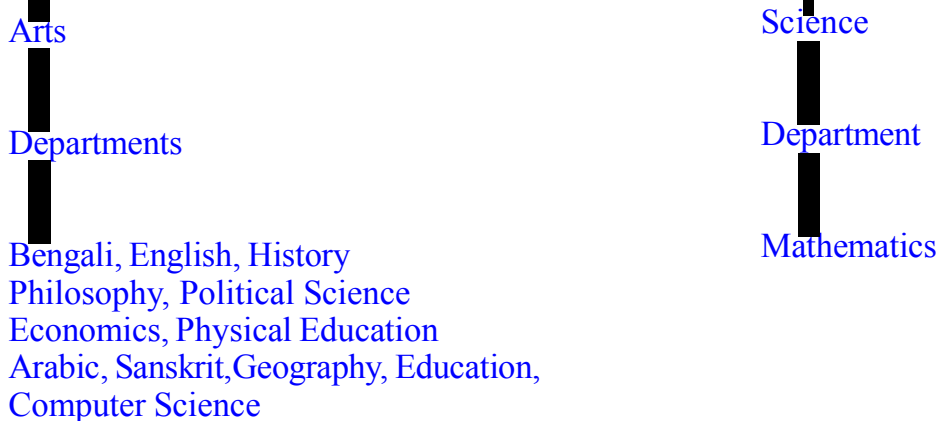 Arts
Departments
Bengali, English, History
Philosophy, Political Science
Economics, Physical Education
Arabic, Sanskrit,Geography, Education,
Computer Science
Science
Department
Mathematics